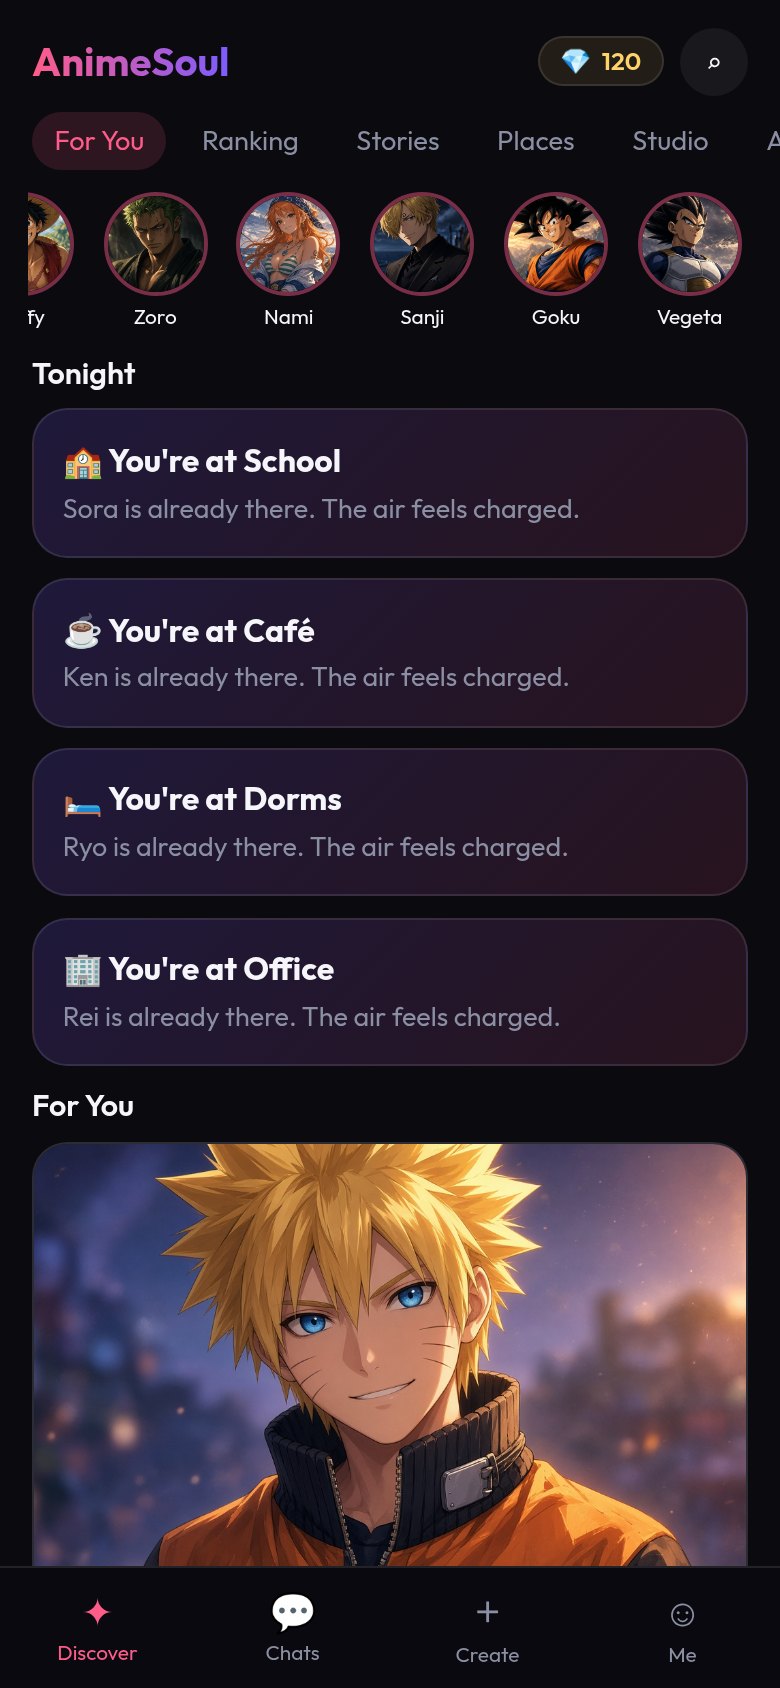 AnimeSoul
120
For You
Ranking
Stories
Places
Studio
A
fy
Zoro
Nami
Sanji
Goku
Vegeta
Tonight
You're at School
Sora is already there. The air feels charged.
You're at Café
Ken is already there. The air feels charged.
You're at Dorms
Ryo is already there. The air feels charged.
You're at Office
Rei is already there. The air feels charged.
For You
Discover
Chats
Create
Me